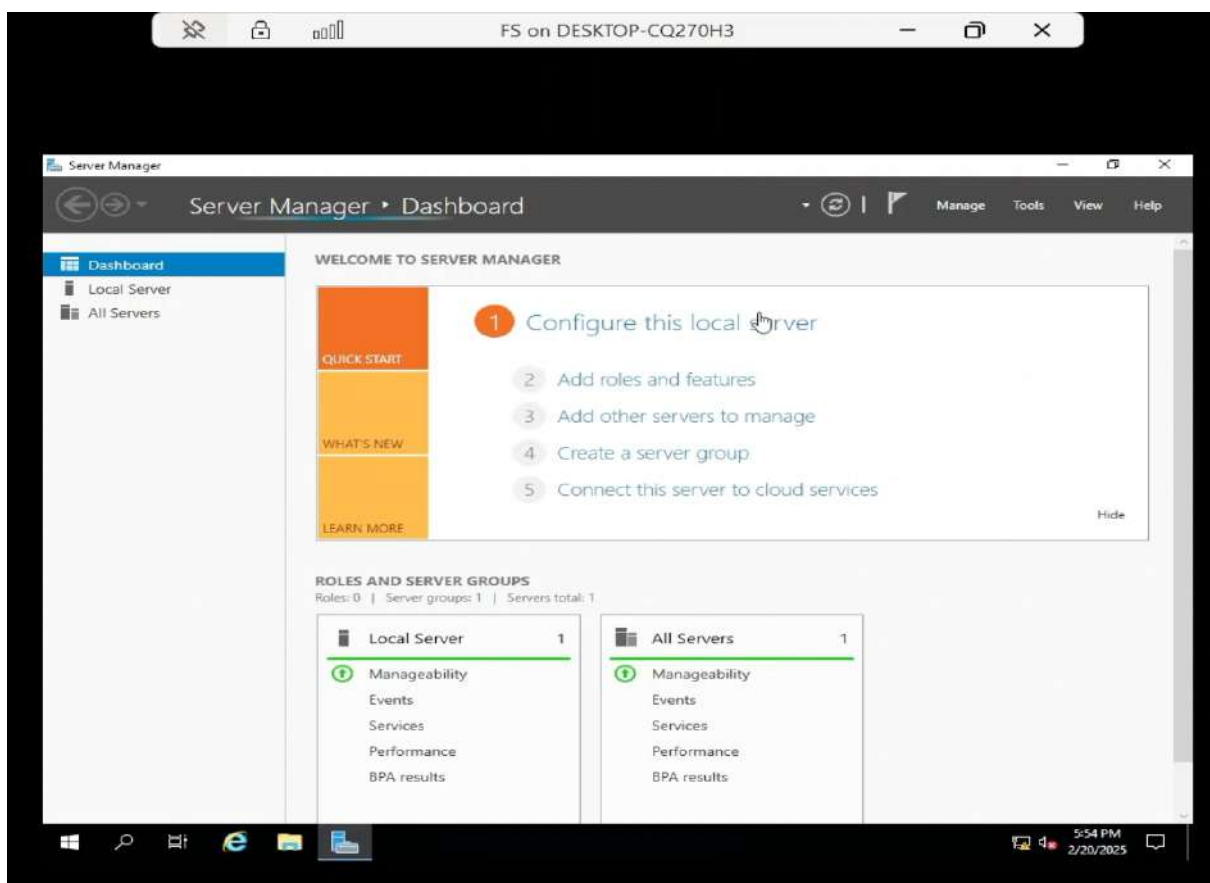 FS on DESKTOP-CQ270H3
Server Manager
Server Manager • Dashboard
Manage Tools View Help
Dashboard
Local Server
All Servers
WELCOME TO SERVER MANAGER
QUICK START
WHAT'S NEW
LEARN MORE
1 Configure this local server
2 Add roles and features
3 Add other servers to manage
4 Create a server group
5 Connect this server to cloud services
Hide
ROLES AND SERVER GROUPS
Roles: 0 | Server groups: 1 | Servers total: 1
Local Server 1
Manageability
Events
Services
Performance
BPA results
All Servers 1
Manageability
Events
Services
Performance
BPA results
5:54 PM
2/20/2025